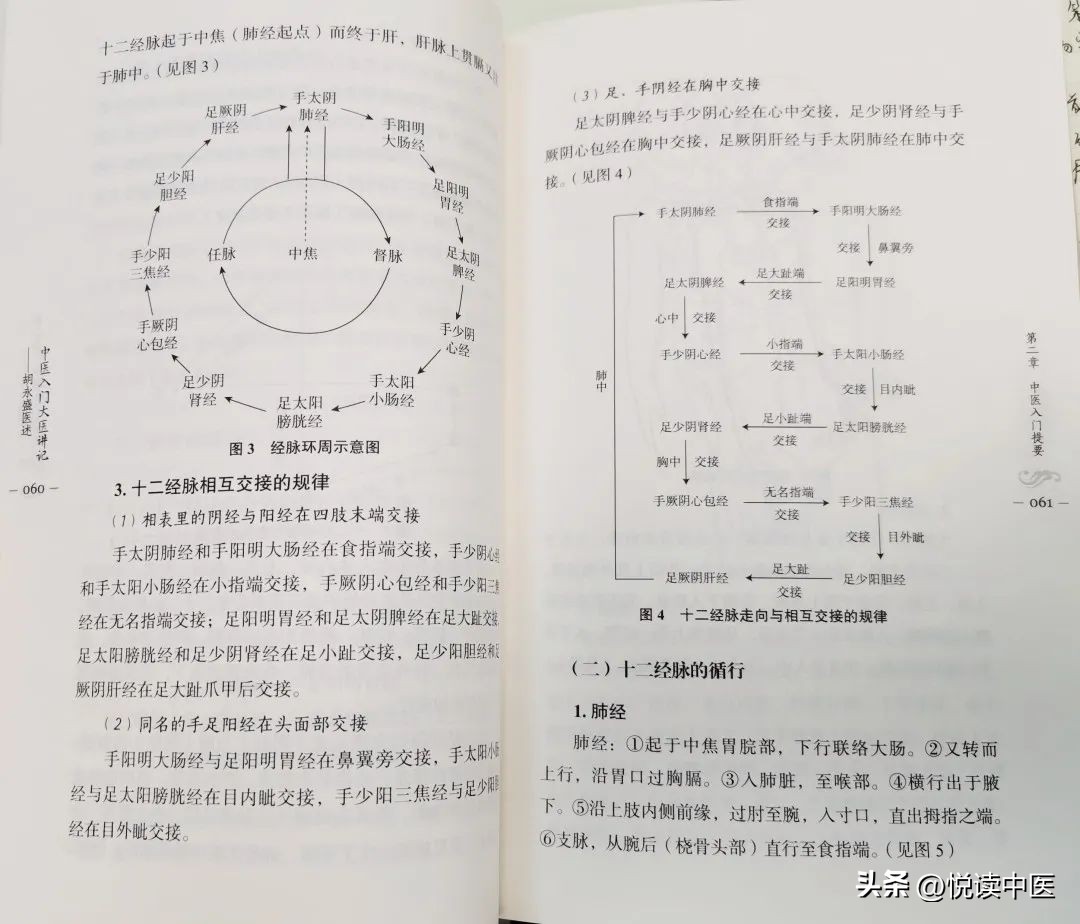 十二经脉起于中焦（肺经起点）而终于肝，肝脉上贯膈又注
于肺中。（见图3）
手太阴
肺经
手阳明
大肠经
足阳明
胃经
足太阴
脾经
手少阴
心经
手太阳
小肠经
足太阳
膀胱经
足少阴
肾经
手厥阴
心包经
手少阳
三焦经
足少阳
胆经
足厥阴
肝经
任脉
中焦
督脉
图3 经脉环周示意图
3.十二经脉相互交接的规律
（1）相表里的阴经与阳经在四肢末端交接
手太阴肺经和手阳明大肠经在食指端交接，手少阴心经
和手太阳小肠经在小指端交接，手厥阴心包经和手少阳三焦
经在无名指端交接；足阳明胃经和足太阴脾经在足大趾交接，
足太阳膀胱经和足少阴肾经在足小趾交接，足少阳胆经和足
厥阴肝经在足大趾爪甲后交接。
（2）同名的手足阳经在头面部交接
手阳明大肠经与足阳明胃经在鼻翼旁交接，手太阳小肠
经与足太阳膀胱经在目内眦交接，手少阳三焦经与足少阳胆
经在目外眦交接。
中医入门大医讲记
——胡永盛医述
–060–
（3）足、手阴经在胸中交接
足太阴脾经与手少阴心经在心中交接，足少阴肾经与手
厥阴心包经在胸中交接，足厥阴肝经与手太阴肺经在肺中交
接。（见图4）
手太阴肺经
食指端
交接
手阳明大肠经
交接 鼻翼旁
足太阴脾经
足大趾端
交接
足阳明胃经
心中 交接
手少阴心经
小指端
交接
手太阳小肠经
肺中
交接 目内眦
足少阴肾经
足小趾端
交接
足太阳膀胱经
胸中 交接
手厥阴心包经
无名指端
交接
手少阳三焦经
交接 目外眦
足厥阴肝经
足大趾
交接
足少阳胆经
图4 十二经脉走向与相互交接的规律
（二）十二经脉的循行
1.肺经
肺经：①起于中焦胃脘部，下行联络大肠。②又转而
上行，沿胃口过胸膈。③入肺脏，至喉部。④横行出于腋
下。⑤沿上肢内侧前缘，过肘至腕，入寸口，直出拇指之端。
⑥支脉，从腕后（桡骨头部）直行至食指端。（见图5）
第二章 中医入门提要
–061–
头条 @悦读中医